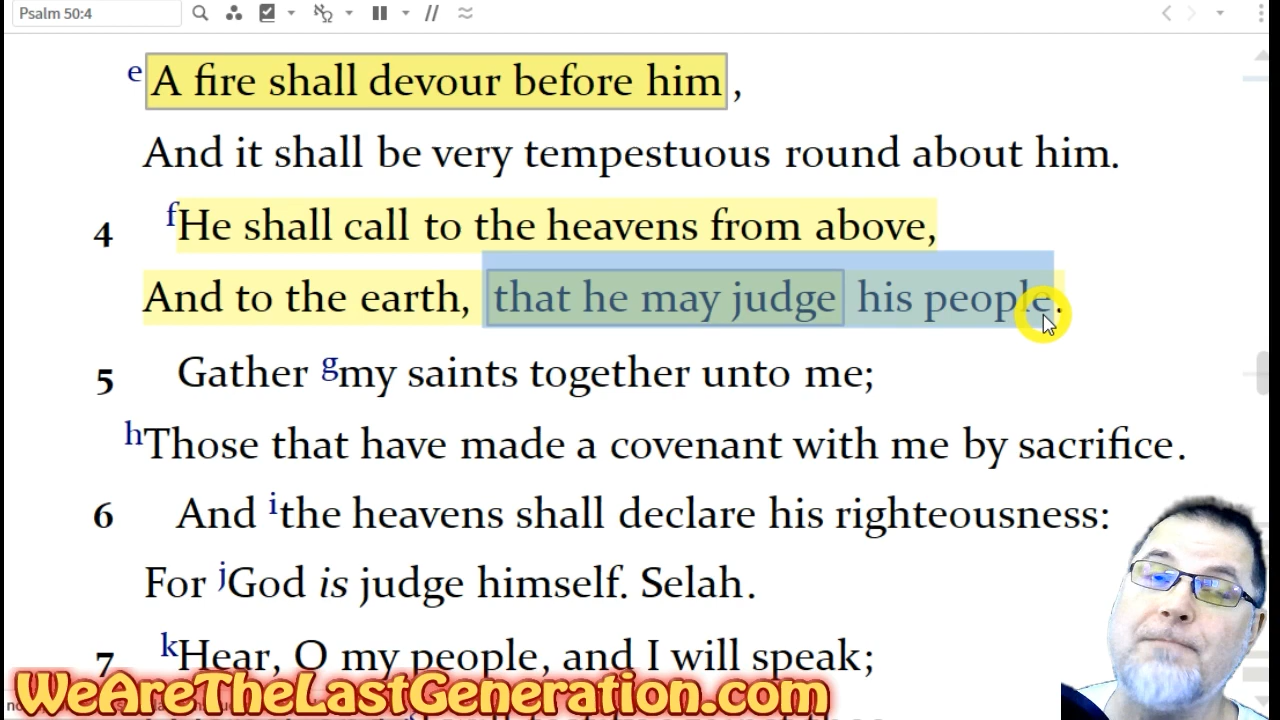 Psalm 50:4
e A fire shall devour before him,
And it shall be very tempestuous round about him.
4 f He shall call to the heavens from above,
And to the earth, that he may judge his people.
5 Gather g my saints together unto me;
h Those that have made a covenant with me by sacrifice.
6 And i the heavens shall declare his righteousness:
For j God is judge himself. Selah.
7 k Hear, O my people, and I will speak;
WeAreTheLastGeneration.com